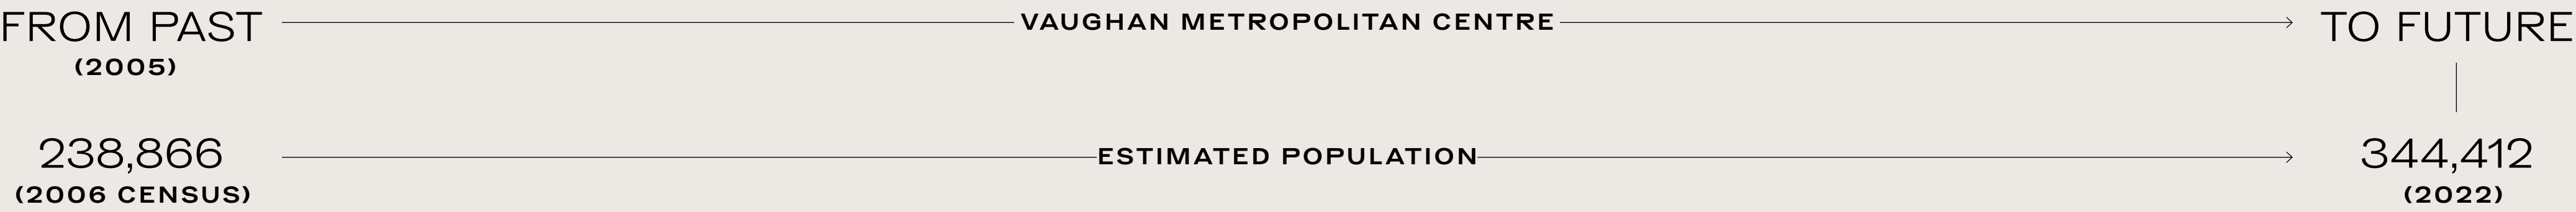 FROM PAST VAUGHAN METROPOLITAN CENTRE TO FUTURE
(2005)
238,866 ESTIMATED POPULATION 344,412
(2006 CENSUS) (2022)